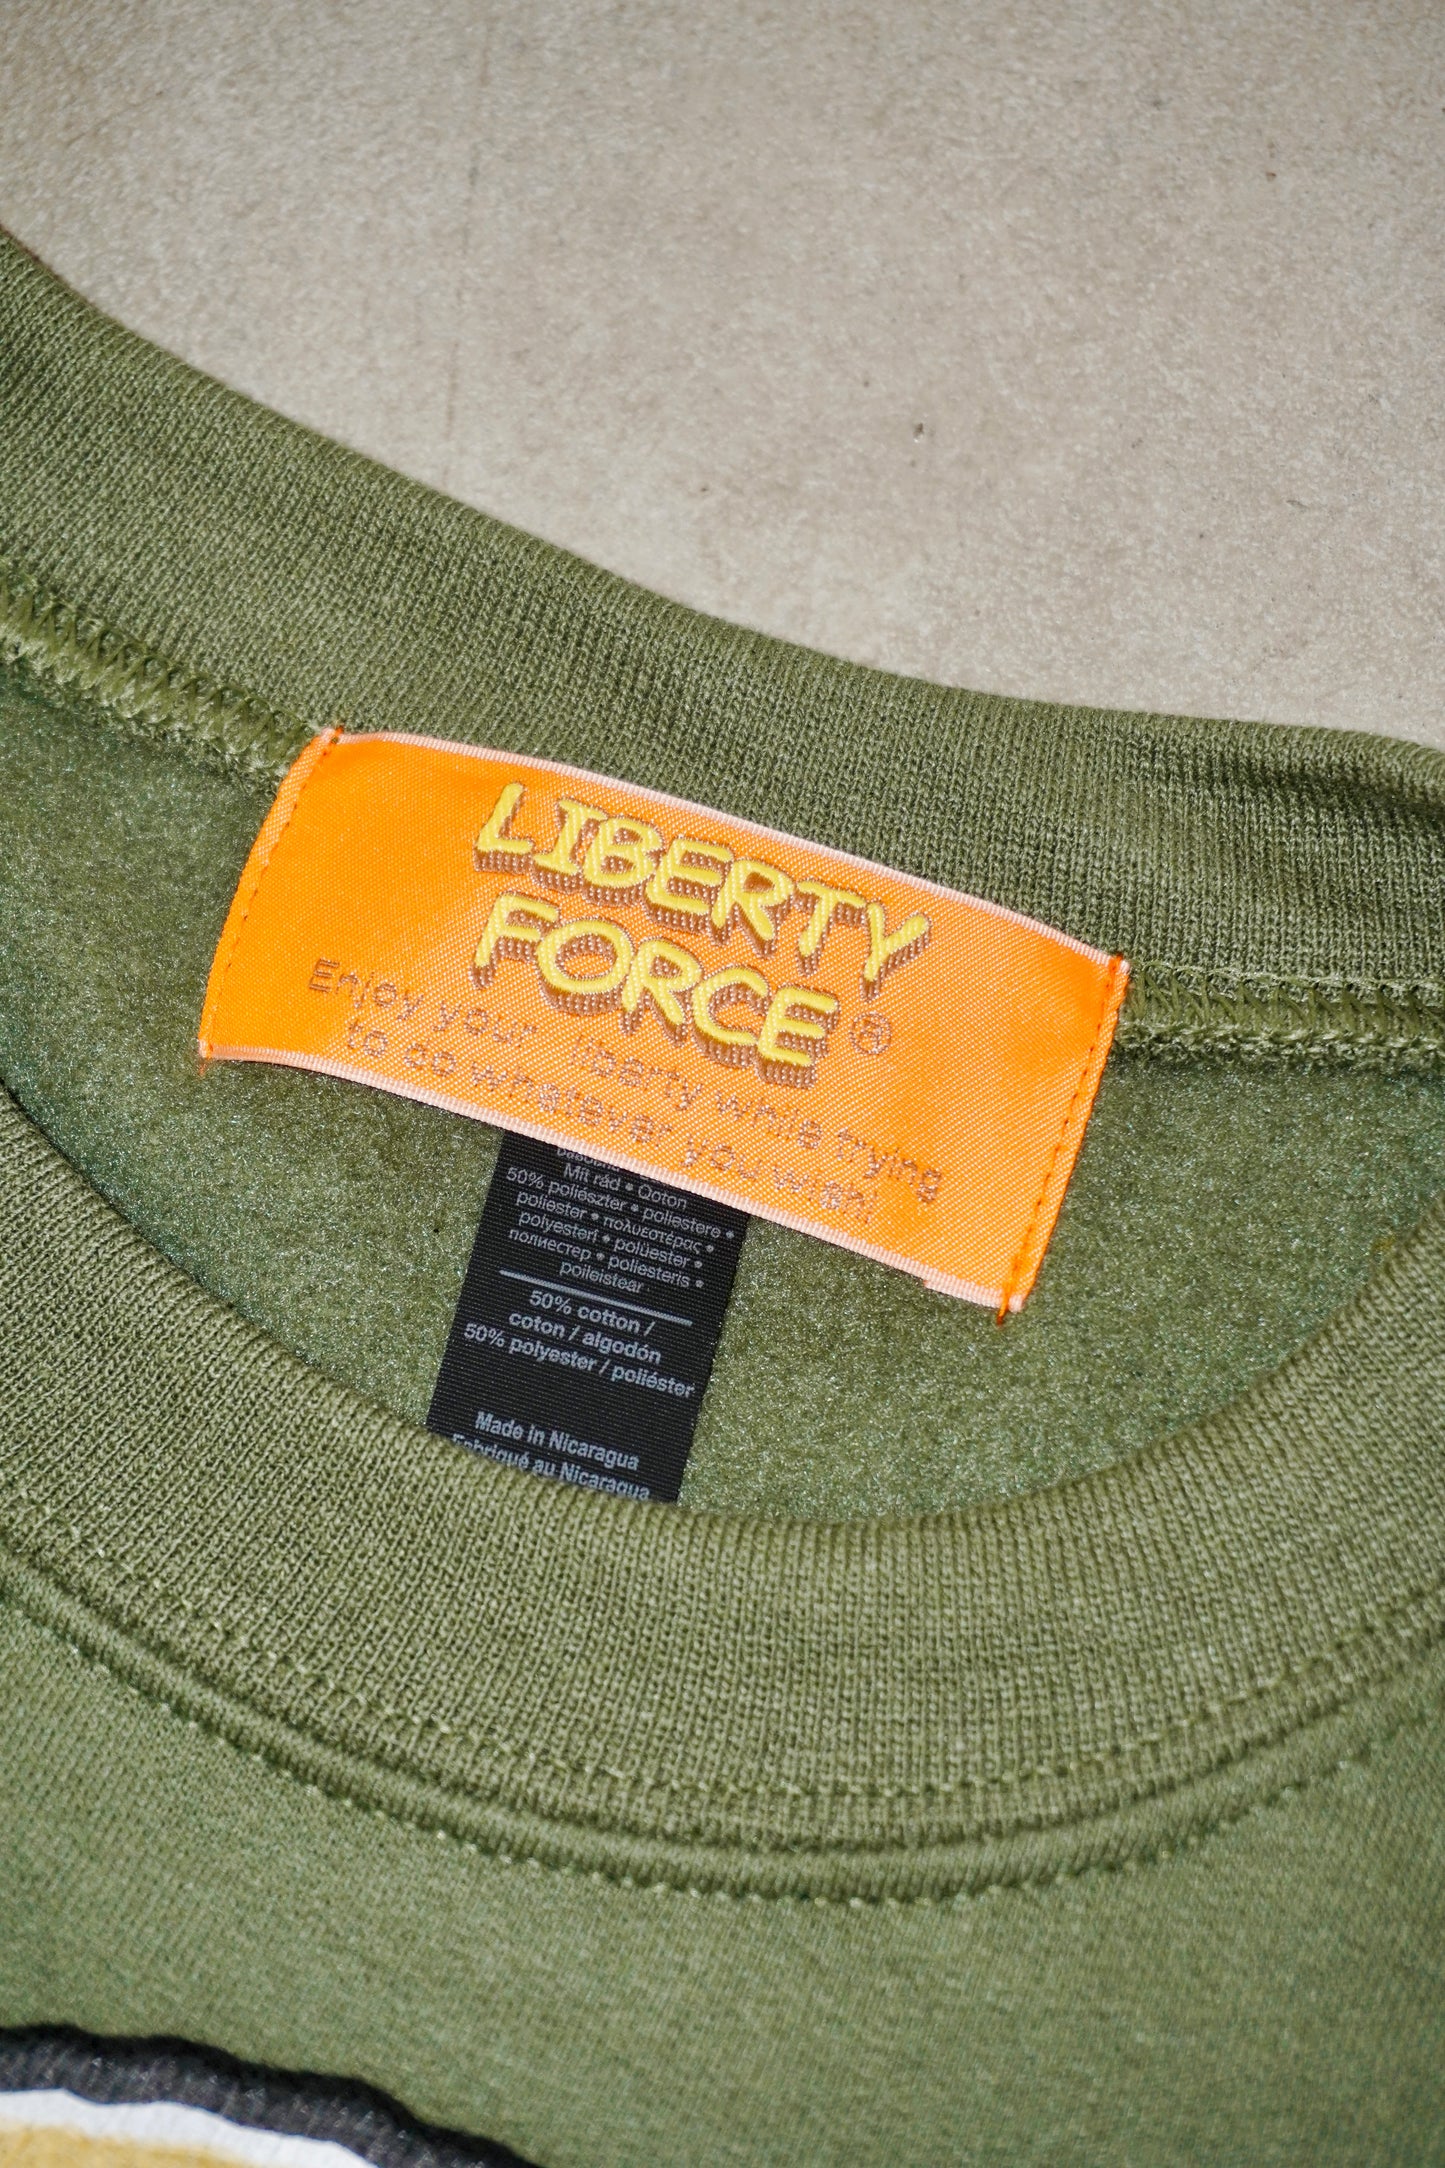 LIBERTY
FORCE®
Enjoy your liberty while trying
to do whatever you wish!
Mit rád • Qoton
50% poliészter • poliestere •
poliester • πολυεστέρας •
polyesteri • poliüester •
полиестер • poliesteris •
poileistear
50% cotton /
coton / algodón
50% polyester / poliéster
Made in Nicaragua
Fabriqué au Nicaragua